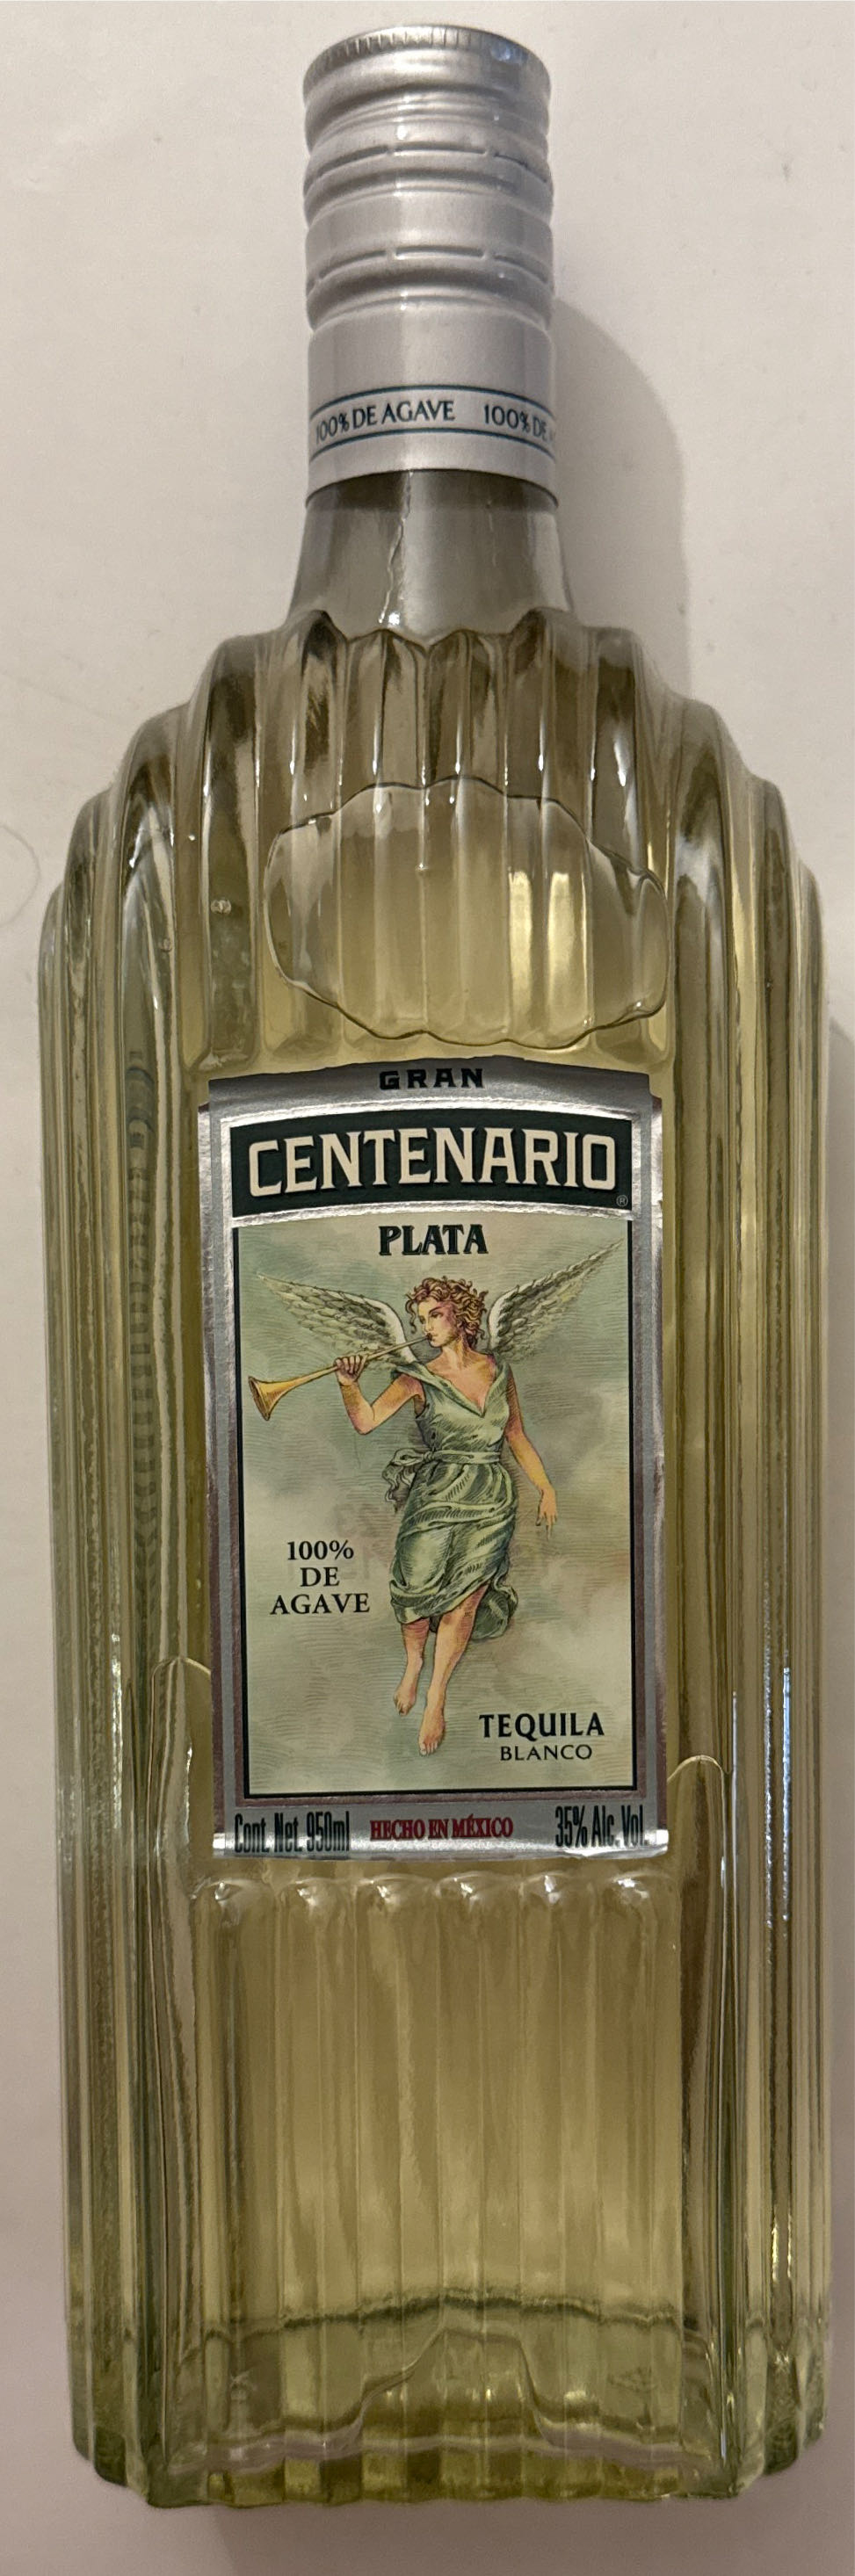 100% DE AGAVE 100% DE
GRAN
CENTENARIO
®
PLATA
100%
DE
AGAVE
TEQUILA
BLANCO
Cont. Net. 950ml HECHO EN MÉXICO 35% Alc. Vol.